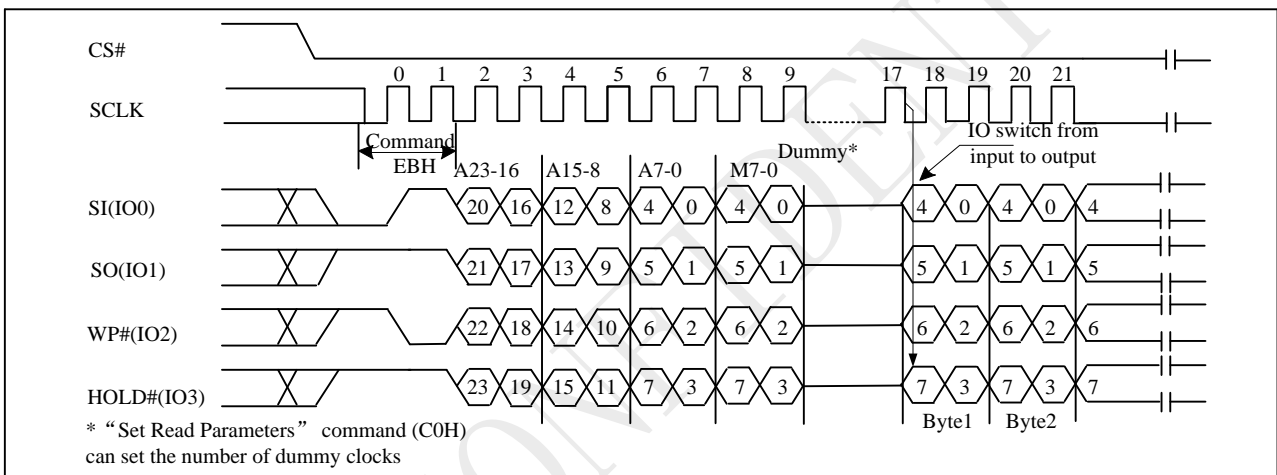 CS#
0 1 2 3 4 5 6 7 8 9 17 18 19 20 21
SCLK
Command
EBH
IO switch from
input to output
Dummy*
A23-16 A15-8 A7-0 M7-0
SI(IO0) 20 16 12 8 4 0 4 0 4 0 4 0 4
SO(IO1) 21 17 13 9 5 1 5 1 5 1 5 1 5
WP#(IO2) 22 18 14 10 6 2 6 2 6 2 6 2 6
HOLD#(IO3) 23 19 15 11 7 3 7 3 7 3 7 3 7
Byte1 Byte2
* “Set Read Parameters” command (C0H)
can set the number of dummy clocks